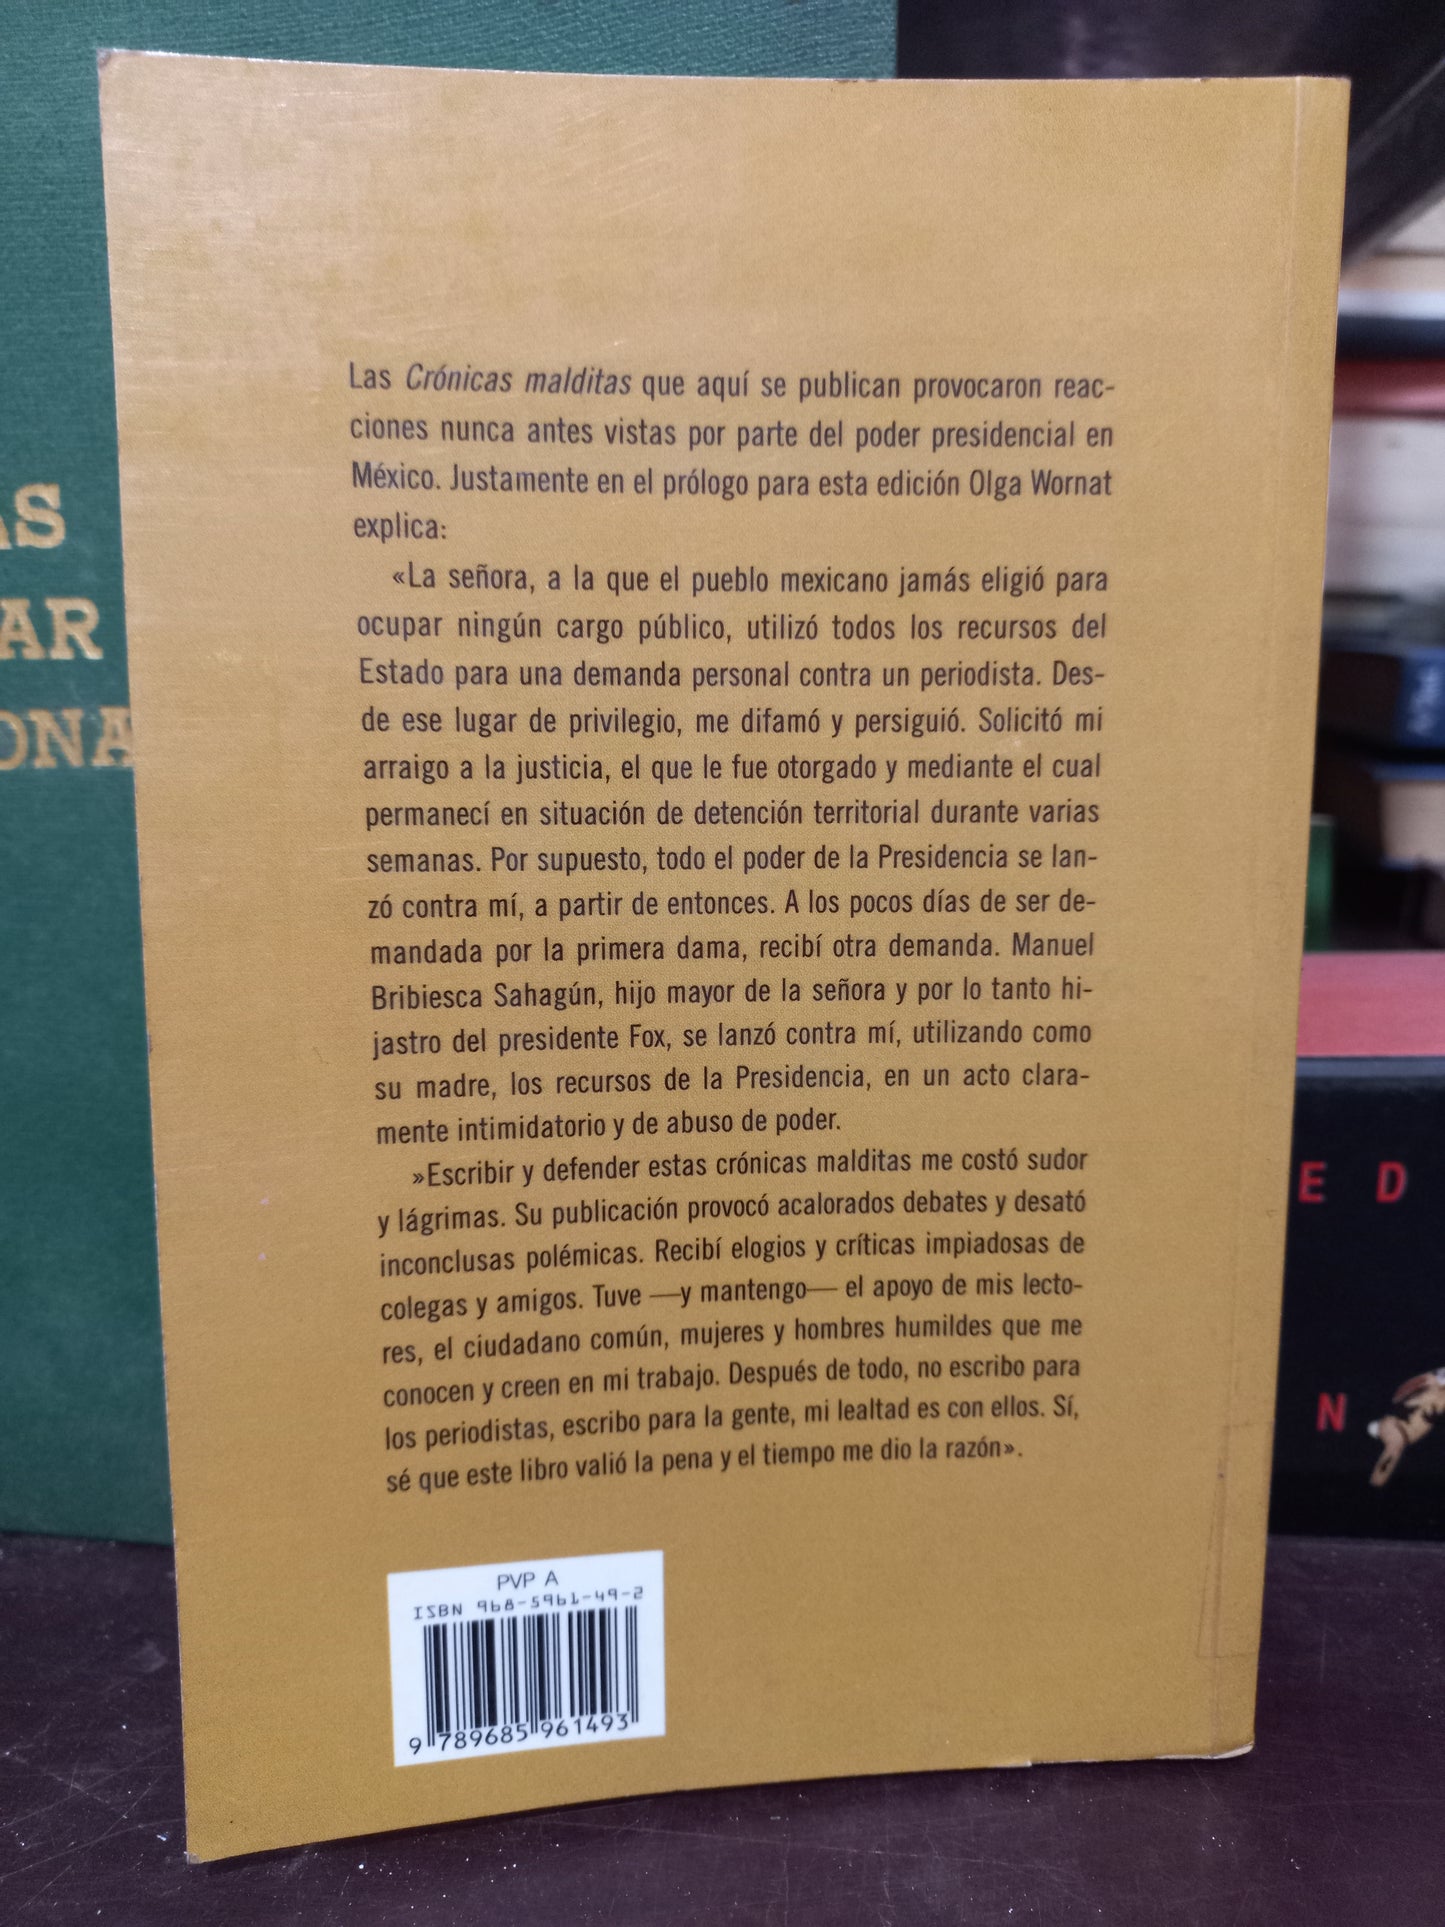 AS
AR
ONA
Las Crónicas malditas que aquí se publican provocaron reac-
ciones nunca antes vistas por parte del poder presidencial en
México. Justamente en el prólogo para esta edición Olga Wornat
explica:
«La señora, a la que el pueblo mexicano jamás eligió para
ocupar ningún cargo público, utilizó todos los recursos del
Estado para una demanda personal contra un periodista. Des-
de ese lugar de privilegio, me difamó y persiguió. Solicitó mi
arraigo a la justicia, el que le fue otorgado y mediante el cual
permanecí en situación de detención territorial durante varias
semanas. Por supuesto, todo el poder de la Presidencia se lan-
zó contra mí, a partir de entonces. A los pocos días de ser de-
mandada por la primera dama, recibí otra demanda. Manuel
Bribiesca Sahagún, hijo mayor de la señora y por lo tanto hi-
jastro del presidente Fox, se lanzó contra mí, utilizando como
su madre, los recursos de la Presidencia, en un acto clara-
mente intimidatorio y de abuso de poder.
»Escribir y defender estas crónicas malditas me costó sudor
y lágrimas. Su publicación provocó acalorados debates y desató
inconclusas polémicas. Recibí elogios y críticas impiadosas de
colegas y amigos. Tuve —y mantengo— el apoyo de mis lecto-
res, el ciudadano común, mujeres y hombres humildes que me
conocen y creen en mi trabajo. Después de todo, no escribo para
los periodistas, escribo para la gente, mi lealtad es con ellos. Sí,
sé que este libro valió la pena y el tiempo me dio la razón».
PVP A
ISBN 968-5961-49-2
9 789685 961493
E D
N